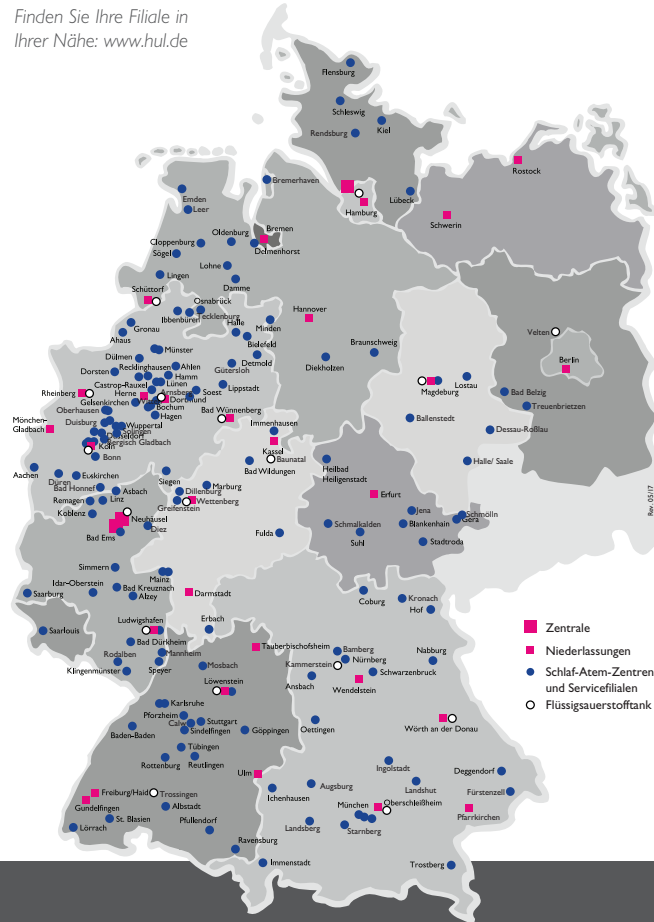 Finden Sie Ihre Filiale in
Ihrer Nähe: www.hul.de
Flensburg
Schleswig
Kiel
Rendsburg
Rostock
Bremerhaven
Lübeck
Hamburg
Schwerin
Emden
Leer
Bremen
Oldenburg
Delmenhorst
Cloppenburg
Sögel
Lohne
Lingen
Damme
Schüttorf
Osnabrück
Tecklenburg
Ibbenbüren
Hannover
Gronau
Halle
Minden
Ahaus
Bielefeld
Braunschweig
Velten
Berlin
Münster
Dülmen
Detmold
Gütersloh
Diekholzen
Recklinghausen
Ahlen
Dorsten
Hamm
Lünen
Lippstadt
Magdeburg
Lostau
Castrop-Rauxel
Rheinberg
Arnsberg
Soest
Herne
Dortmund
Gelsenkirchen
Bad Belzig
Treuenbrietzen
Oberhausen
Bochum
Hagen
Bad Wünnenberg
Ballenstedt
Mönchen-
Gladbach
Duisburg
Wuppertal
Solingen
Düsseldorf
Bergisch Gladbach
Immenhausen
Dessau-Roßlau
Köln
Kassel
Bonn
Baunatal
Bad Wildungen
Heilbad
Heiligenstadt
Halle/ Saale
Aachen
Düren
Euskirchen
Siegen
Marburg
Bad Honnef
Asbach
Dillenburg
Remagen
Linz
Wettenberg
Greifenstein
Erfurt
Rev. 05/17
Koblenz
Neuhäusel
Diez
Bad Ems
Jena
Schmölln
Gera
Schmalkalden
Blankenhain
Suhl
Stadtroda
Fulda
Simmern
Mainz
Idar-Oberstein
Bad Kreuznach
Saarburg
Alzey
Darmstadt
Coburg
Kronach
Hof
Ludwigshafen
Erbach
Saarlouis
Bad Dürkheim
Rodalben
Mannheim
Klingenmünster
Speyer
Mosbach
Tauberbischofsheim
Bamberg
Kammerstein
Nürnberg
Nabburg
Schwarzenbruck
Ansbach
Wendelstein
Löwenstein
Karlsruhe
Pforzheim
Calw
Stuttgart
Sindelfingen
Göppingen
Baden-Baden
Oettingen
Wörth an der Donau
Tübingen
Rottenburg
Reutlingen
Ulm
Ingolstadt
Deggendorf
Augsburg
Landshut
Fürstenzell
Ichenhausen
Freiburg/Haid
Trossingen
Gundelfingen
Albstadt
München
Oberschleißheim
Pfarrkirchen
St. Blasien
Lörrach
Pfullendorf
Landsberg
Starnberg
Ravensburg
Immenstadt
Trostberg
Zentrale
Niederlassungen
Schlaf-Atem-Zentren
und Servicefilialen
Flüssigsauerstofftank